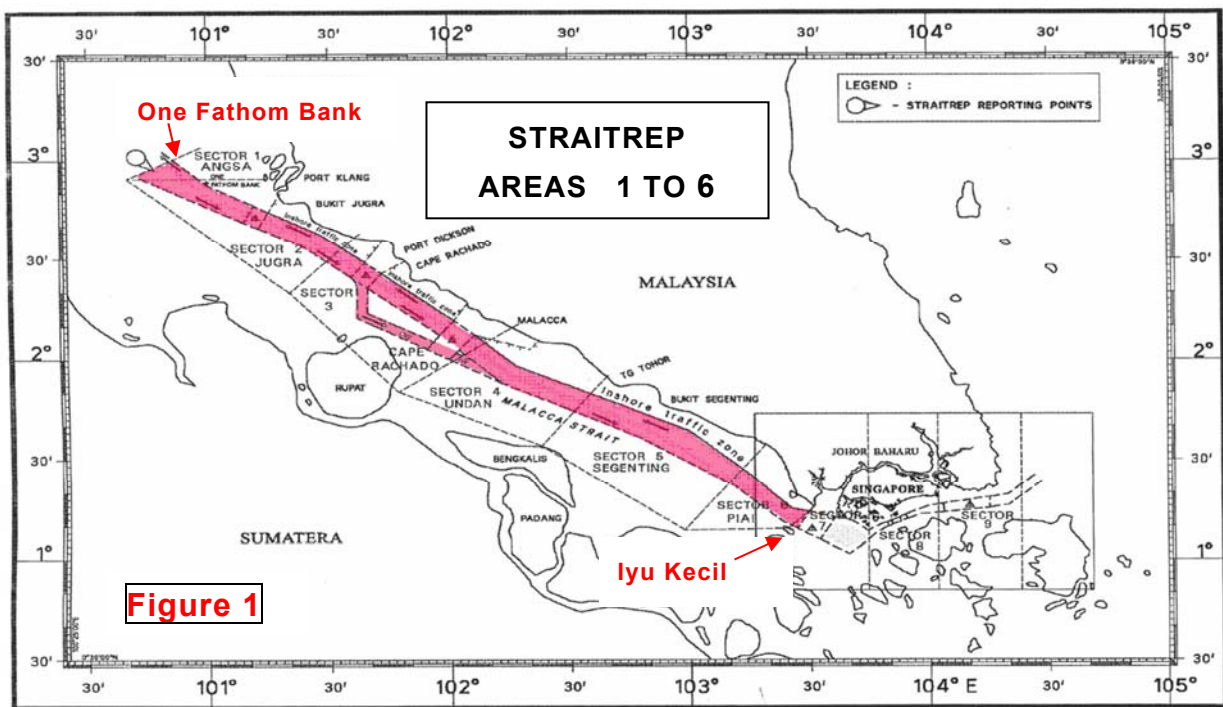 30' 101° 30' 102° 30' 103° 30' 104° 30' 105°
30'
3°
30'
2°
30'
1°
30'
30'
3°
30'
2°
30'
1°
30'
LEGEND :
- STRAITREP REPORTING POINTS
STRAITREP
AREAS 1 TO 6
One Fathom Bank
SECTOR 1
ANGSA
ONE
FATHOM BANK
PORT KLANG
BUKIT JUGRA
Inshore traffic zone
PORT DICKSON
CAPE RACHADO
SECTOR 2
JUGRA
SECTOR
3
Inshore traffic zone
MALAYSIA
MALACCA
CAPE
RACHADO
RUPAT
SECTOR 4
UNDAN
MALACCA STRAIT
TG TOHOR
Inshore traffic zone
BUKIT SEGENTING
BENGKALIS
SECTOR 5
SEGENTING
JOHOR BAHARU
SINGAPORE
PADANG
SECTOR 6
PIAI
SECTOR
7
SECTOR
8
SECTOR
9
SUMATERA
Iyu Kecil
Figure 1
30' 101° 30' 102° 30' 103° 30' 104° E 30' 105°